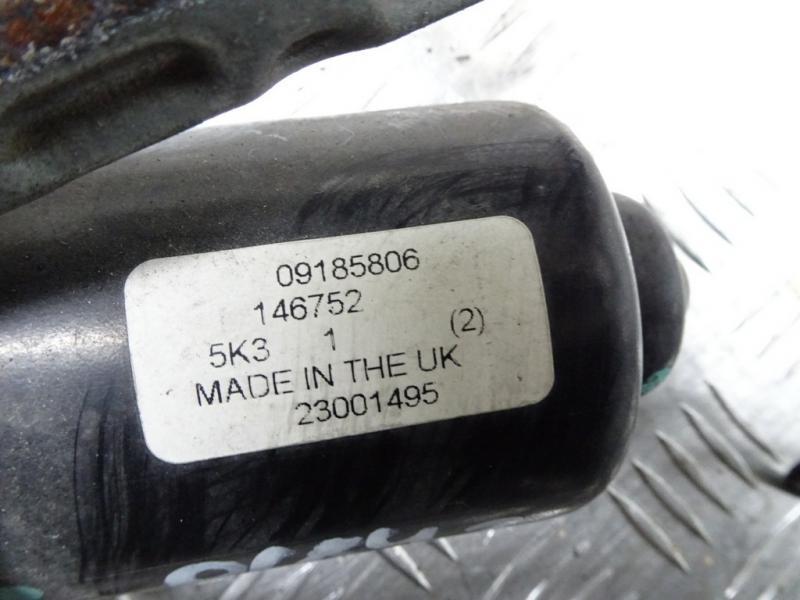 09185806
146752
5K3 1 (2)
MADE IN THE UK
23001495